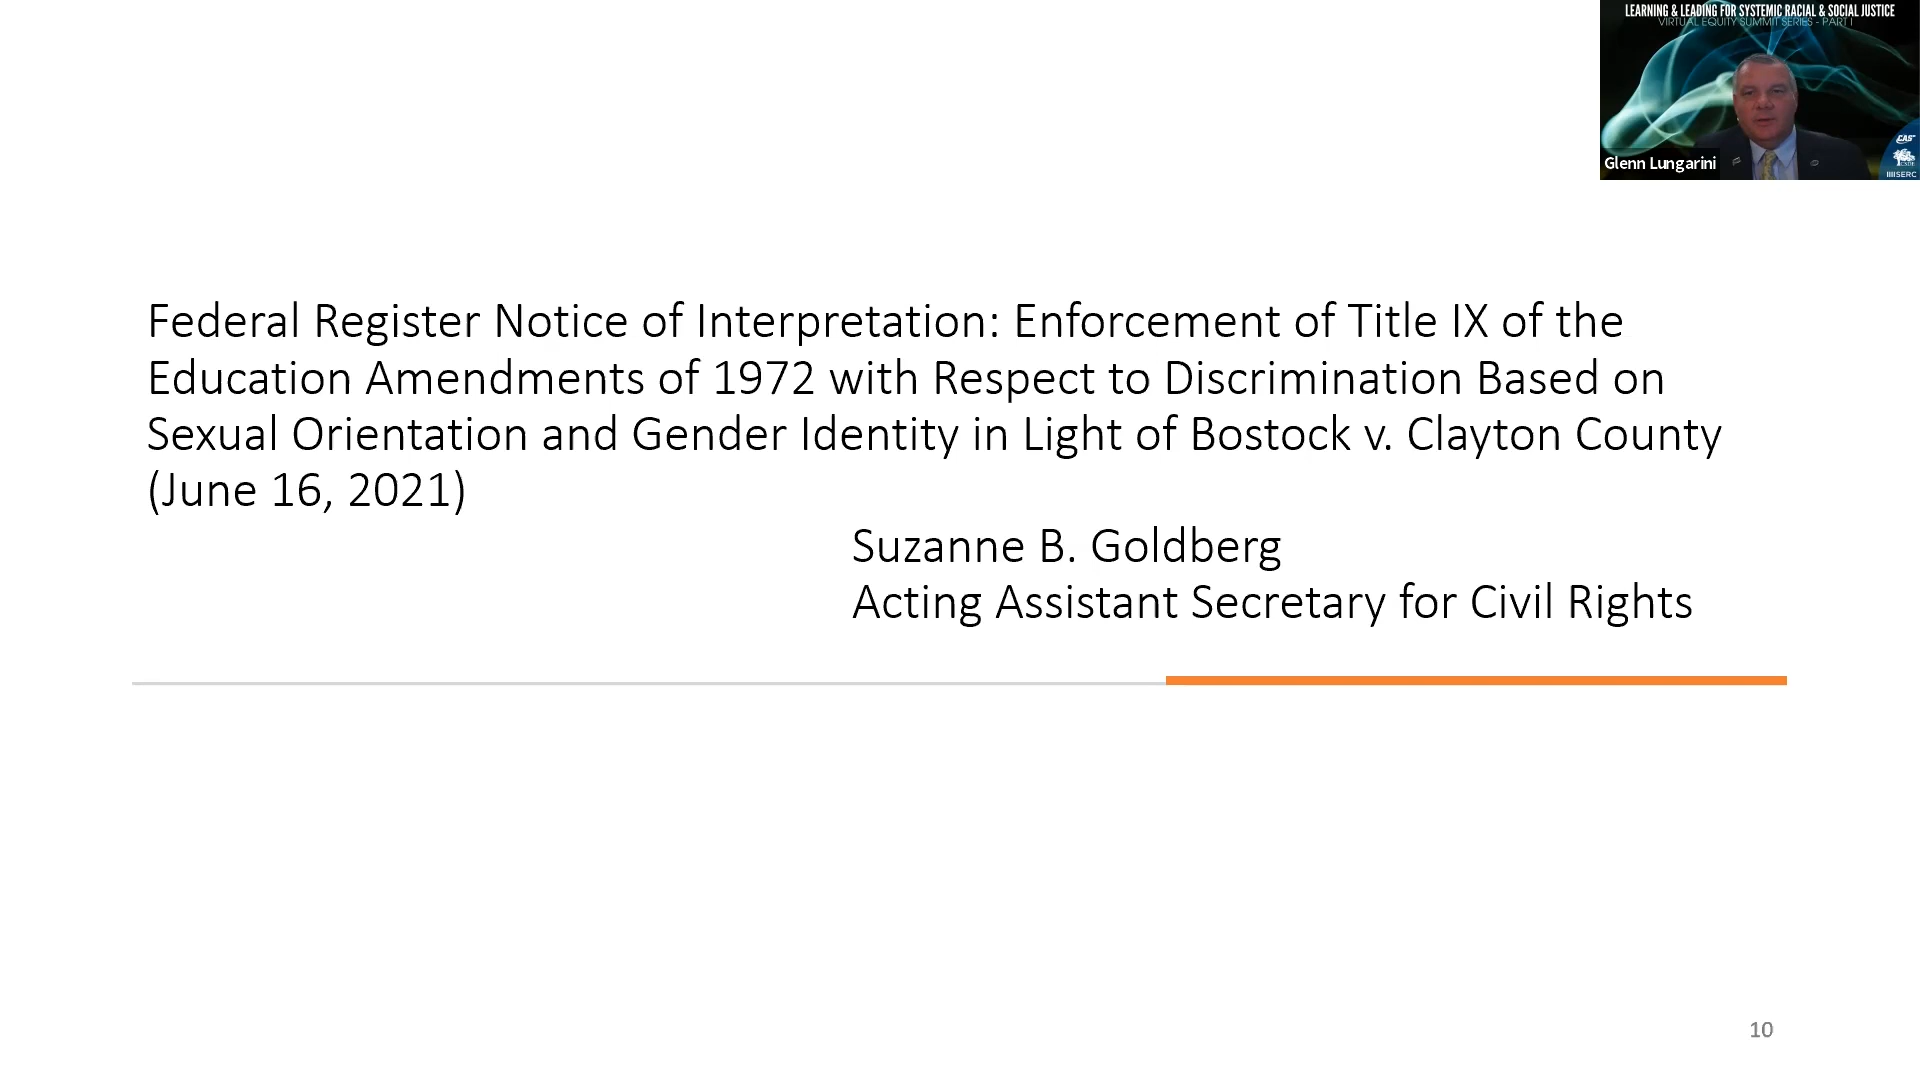 LEARNING & LEADING FOR SYSTEMIC RACIAL & SOCIAL JUSTICE
VIRTUAL EQUITY SUMMIT SERIES - PART I
CAS
CSDE
SERC
Glenn Lungarini
Federal Register Notice of Interpretation: Enforcement of Title IX of the
Education Amendments of 1972 with Respect to Discrimination Based on
Sexual Orientation and Gender Identity in Light of Bostock v. Clayton County
(June 16, 2021)
Suzanne B. Goldberg
Acting Assistant Secretary for Civil Rights
10